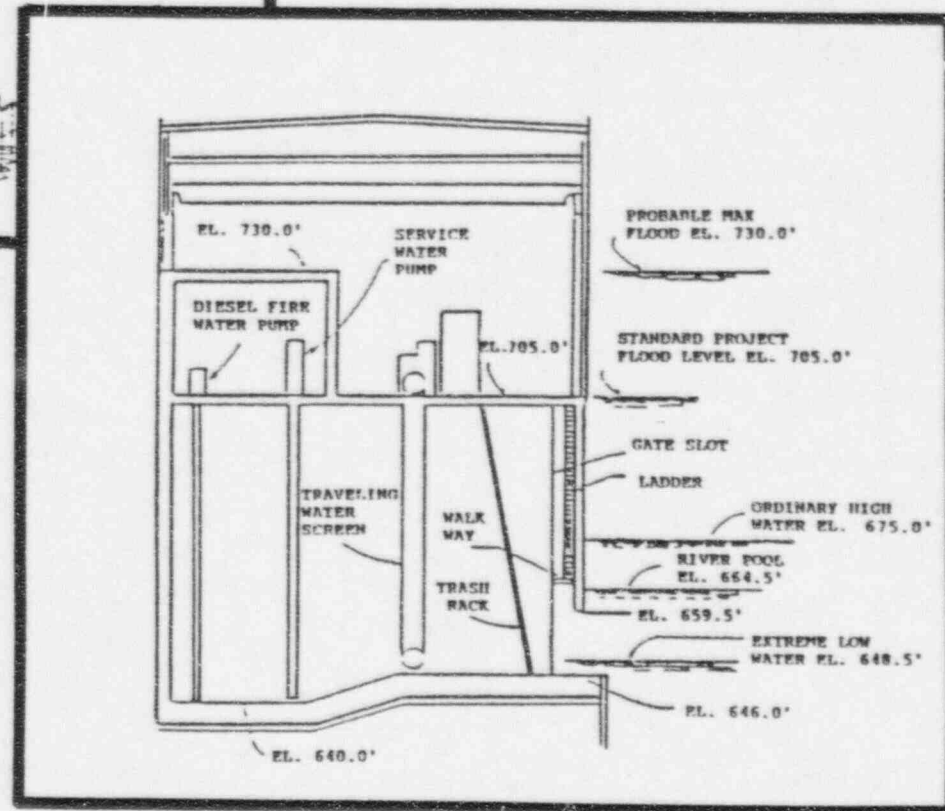 PROBABLE MAX
FLOOD EL. 730.0'
EL. 730.0'
SERVICE
WATER
PUMP
DIESEL FIRE
WATER PUMP
EL.705.0'
STANDARD PROJECT
FLOOD LEVEL EL. 705.0'
GATE SLOT
LADDER
TRAVELING
WATER
SCREEN
WALK
WAY
ORDINARY HIGH
WATER EL. 675.0'
RIVER POOL
EL. 664.5'
TRASH
RACK
EL. 659.5'
EXTREME LOW
WATER EL. 648.5'
EL. 646.0'
EL. 640.0'